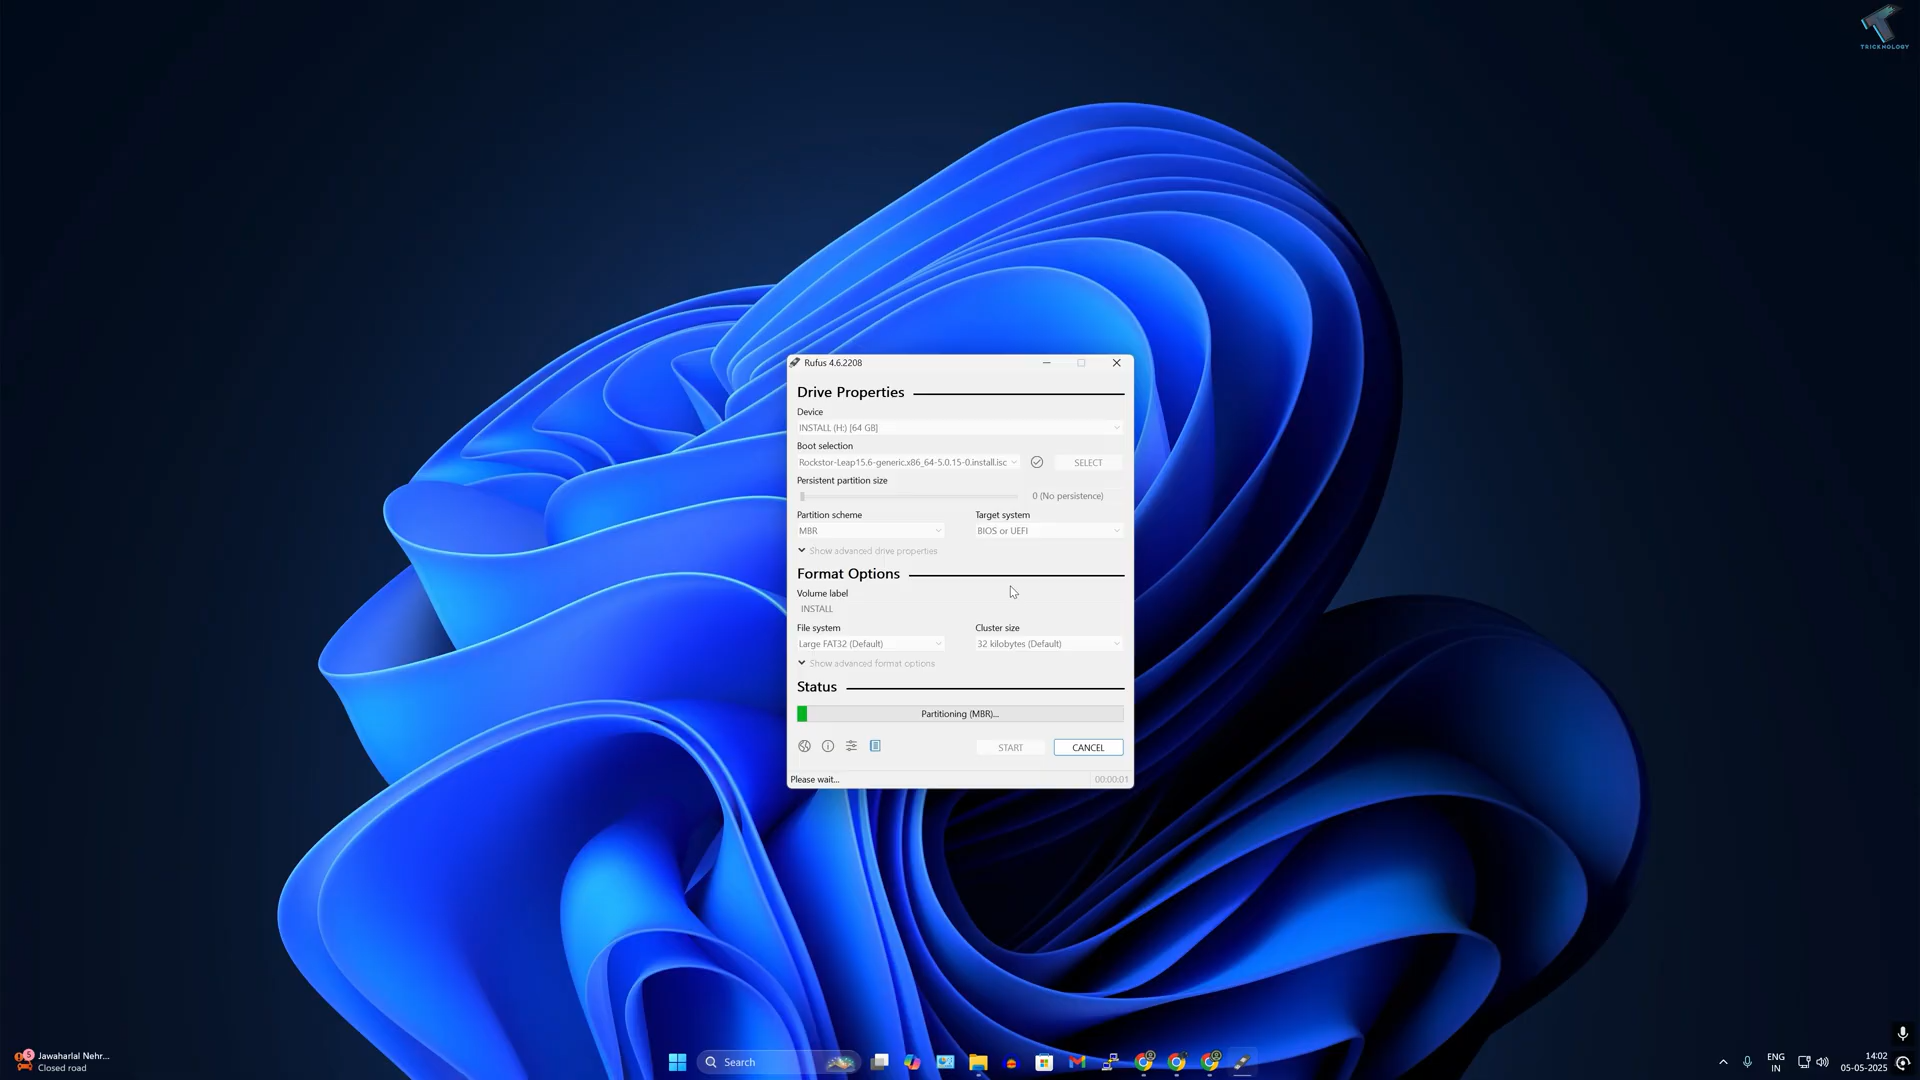 TRICKNOLOGY
Rufus 4.6.2208
Drive Properties
Device
INSTALL (H:) [64 GB]
Boot selection
Rockstor-Leap15.6-generic.x86_64-5.0.15-0.install.isc
SELECT
Persistent partition size
0 (No persistence)
Partition scheme
Target system
MBR
BIOS or UEFI
Show advanced drive properties
Format Options
Volume label
INSTALL
File system
Cluster size
Large FAT32 (Default)
32 kilobytes (Default)
Show advanced format options
Status
Partitioning (MBR)...
START
CANCEL
Please wait...
00:00:01
5
Jawaharlal Nehr...
Closed road
Search
ENG
IN
14:02
05-05-2025